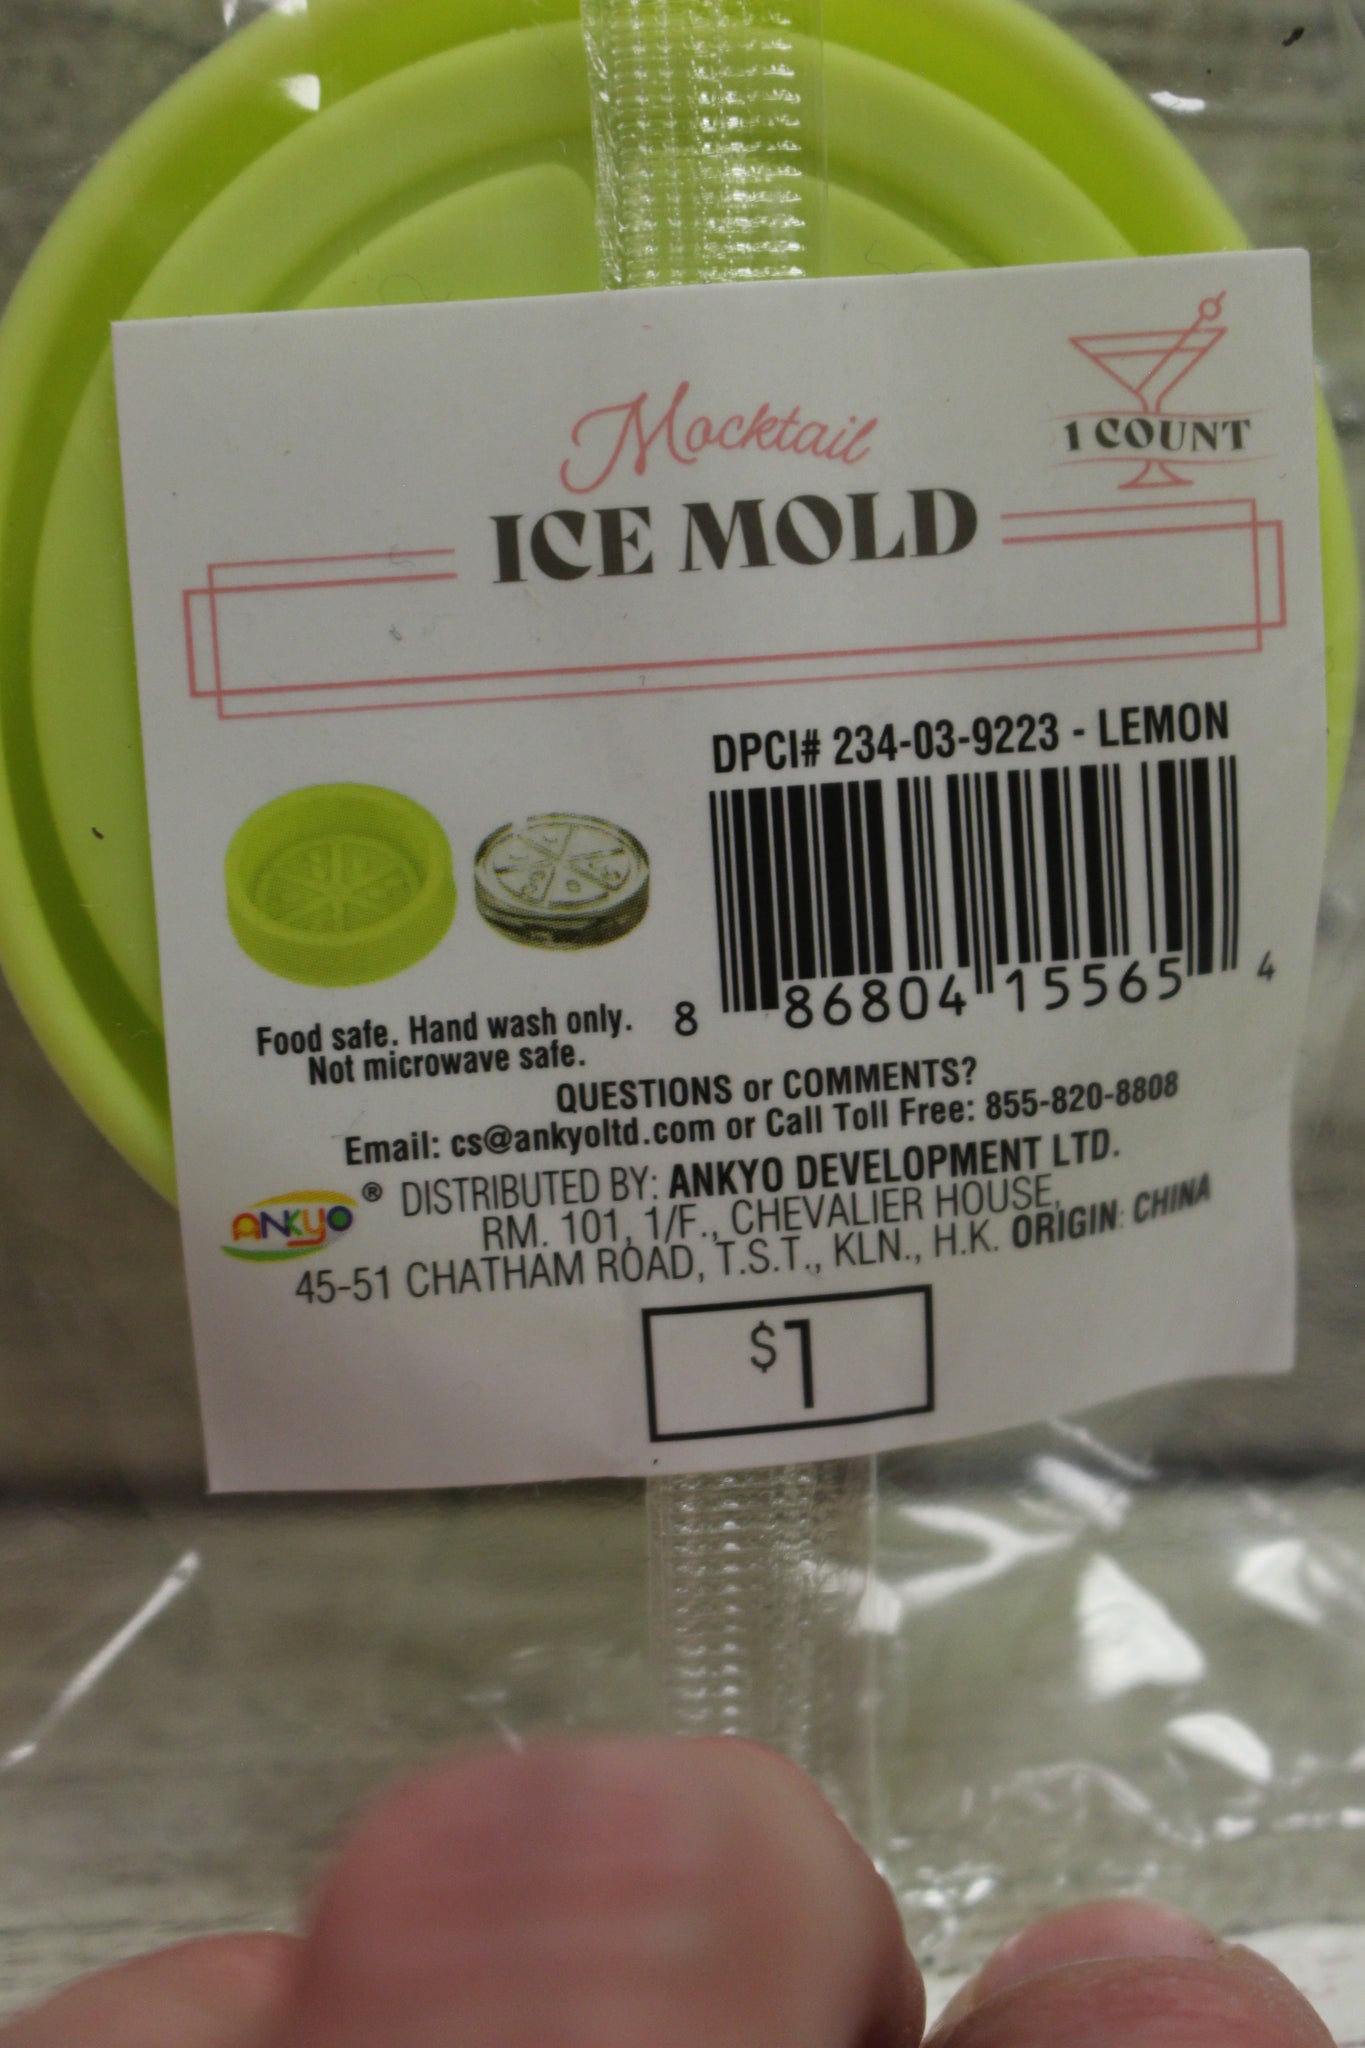 Mocktail
ICE MOLD
1 COUNT
DPCI# 234-03-9223 - LEMON
8 86804 15565 4
Food safe. Hand wash only.
Not microwave safe.
QUESTIONS or COMMENTS?
Email: cs@ankyoltd.com or Call Toll Free: 855-820-8808
ANKYO ® DISTRIBUTED BY: ANKYO DEVELOPMENT LTD.
RM. 101, 1/F., CHEVALIER HOUSE,
45-51 CHATHAM ROAD, T.S.T., KLN., H.K. ORIGIN: CHINA
$1